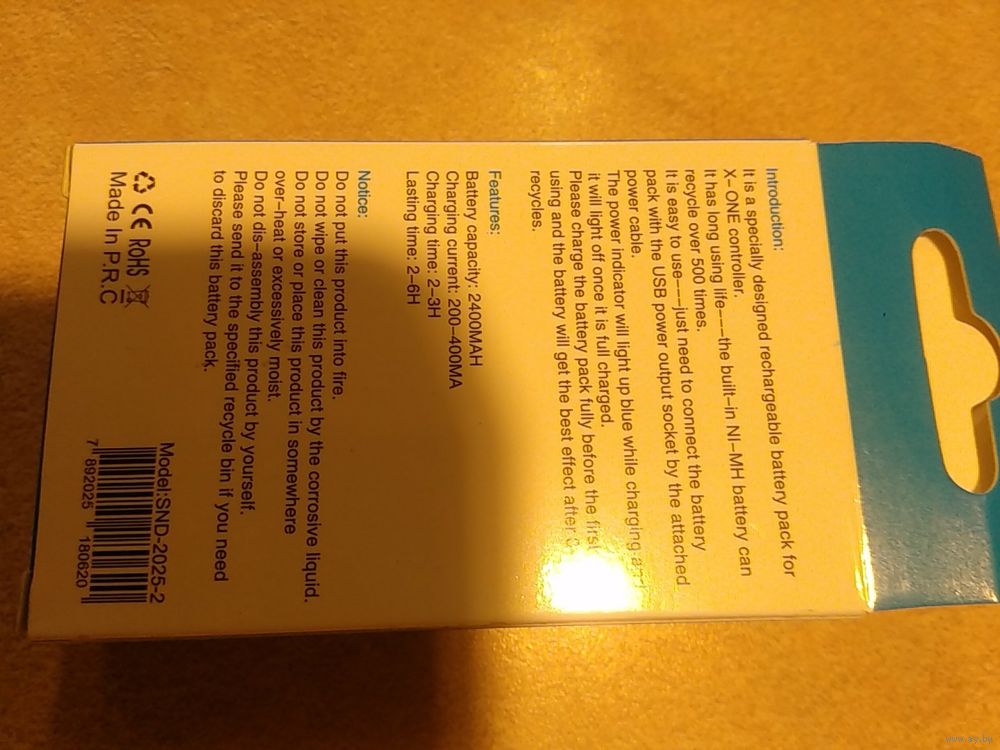 Introduction:
It is a specially designed rechargeable battery pack for
X-ONE controller.
It has long using life---the built-in NI-MH battery can
recycle over 500 times.
It is easy to use---just need to connect the battery
pack with the USB power output socket by the attached
power cable.
The power indicator will light up blue while charging and
it will light off once it is full charged.
Please charge the battery pack fully before the first
using and the battery will get the best effect after
recycles.
Features:
Battery capacity: 2400MAH
Charging current: 200-400MA
Charging time: 2-3H
Lasting time: 2-6H
Notice:
Do not put this product into fire.
Do not wipe or clean this product by the corrosive liquid.
Do not store or place this product in somewhere
over-heat or excessively moist.
Do not dis-assembly this product by yourself.
Please send it to the specified recycle bin if you need
to discard this battery pack.
CE RoHS
Made In P.R.C
Model:SND-2025-2
7 892025 180620
www.ay.by